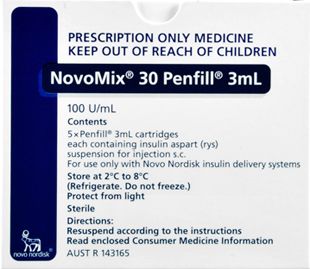 PRESCRIPTION ONLY MEDICINE
KEEP OUT OF REACH OF CHILDREN
NovoMix® 30 Penfill® 3mL
100 U/mL
Contents
5×Penfill® 3mL cartridges
each containing insulin aspart (rys)
suspension for injection s.c.
For use only with Novo Nordisk insulin delivery systems
Store at 2°C to 8°C
(Refrigerate. Do not freeze.)
Protect from light
Sterile
Directions:
Resuspend according to the instructions
Read enclosed Consumer Medicine Information
AUST R 143165
novo nordisk®